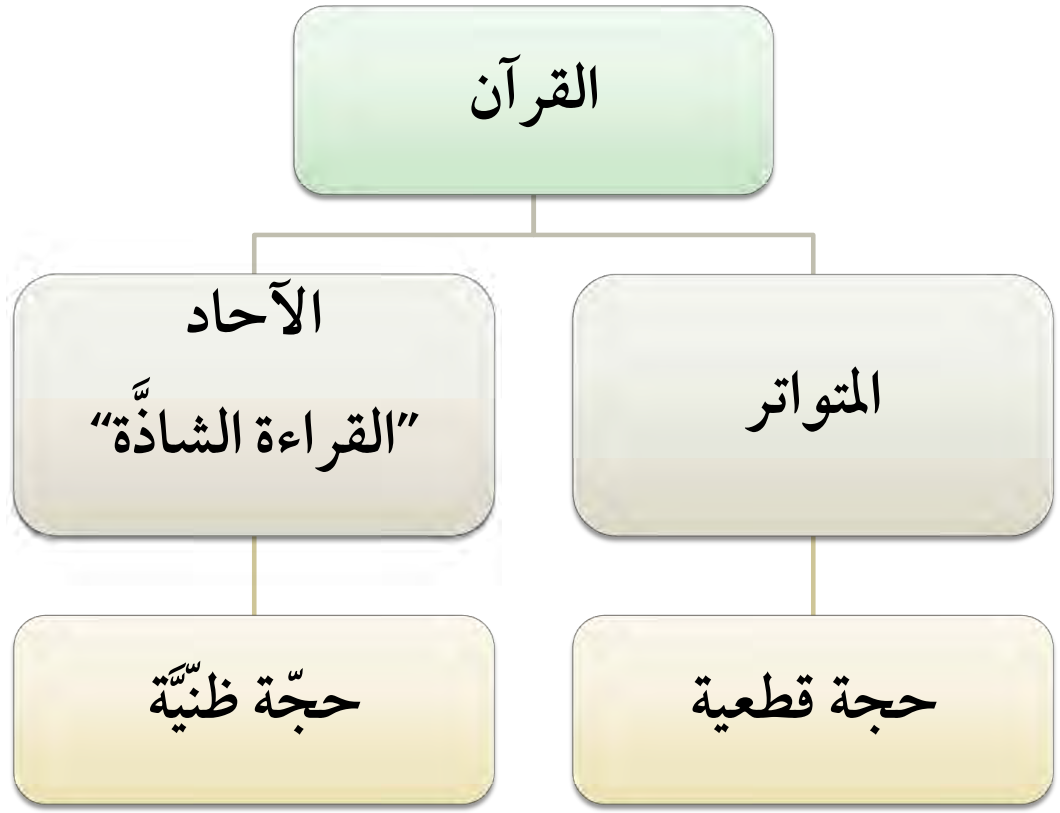 القرآن
المتواتر
الآحاد
”القراءة الشاذَّة“
حجة قطعية
حجّة ظنّيَّة